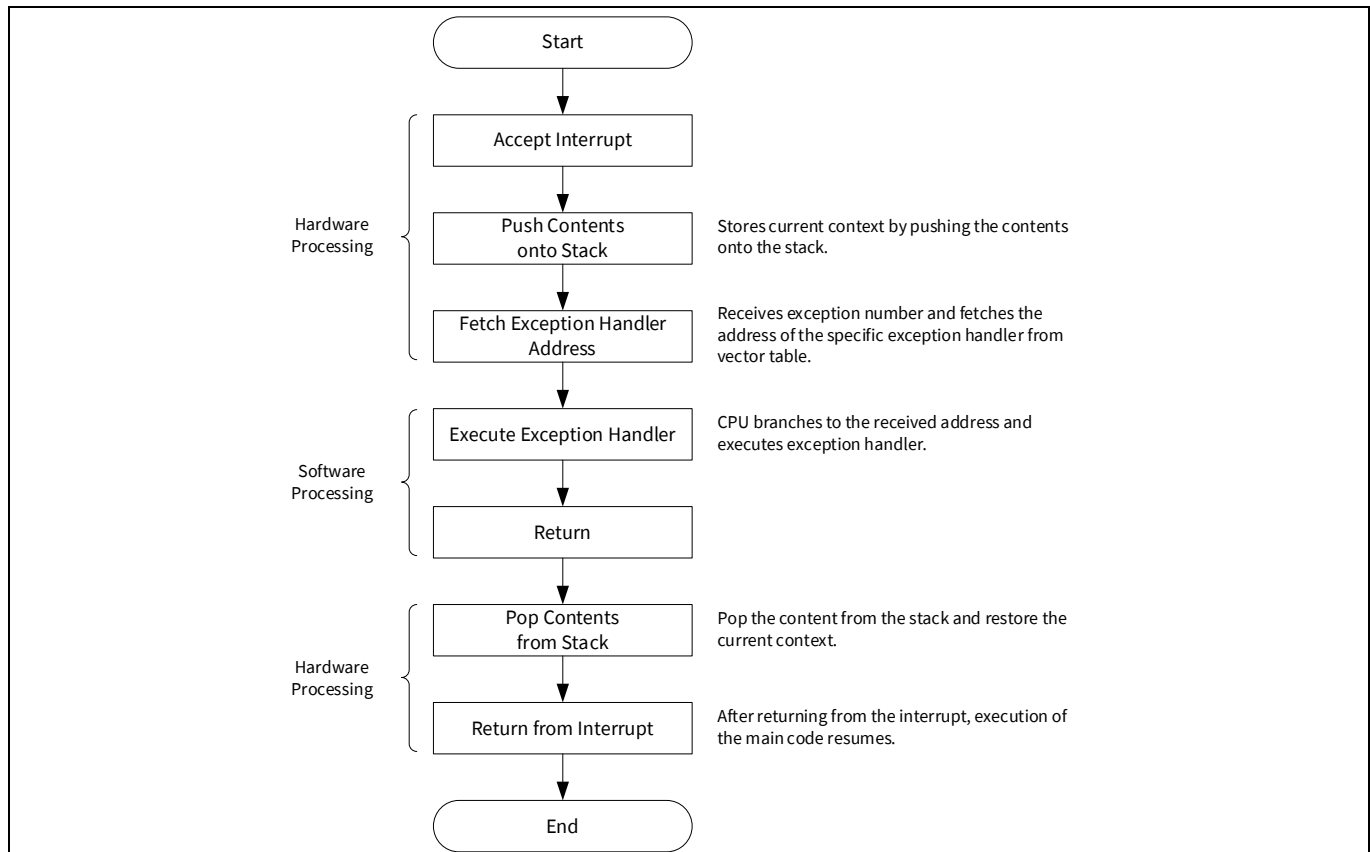 Start
Accept Interrupt
Hardware
Processing
Push Contents
onto Stack
Stores current context by pushing the contents
onto the stack.
Fetch Exception Handler
Address
Receives exception number and fetches the
address of the specific exception handler from
vector table.
Software
Processing
Execute Exception Handler
CPU branches to the received address and
executes exception handler.
Return
Hardware
Processing
Pop Contents
from Stack
Pop the content from the stack and restore the
current context.
Return from Interrupt
After returning from the interrupt, execution of
the main code resumes.
End